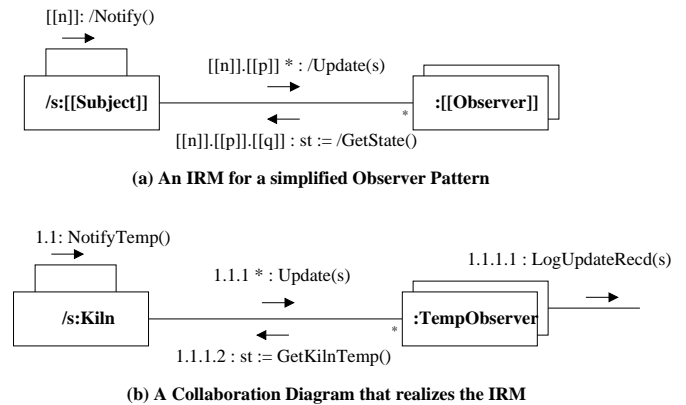 [[n]]: /Notify()
[[n]].[[p]] * : /Update(s)
/s:[[Subject]]
:[[Observer]]
*
[[n]].[[p]].[[q]] : st := /GetState()
(a) An IRM for a simplified Observer Pattern
1.1: NotifyTemp()
1.1.1.1 : LogUpdateRecd(s)
1.1.1 * : Update(s)
/s:Kiln
:TempObserver
*
1.1.1.2 : st := GetKilnTemp()
(b) A Collaboration Diagram that realizes the IRM